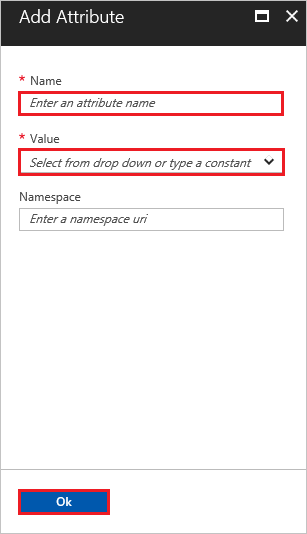 Add Attribute
* Name
Enter an attribute name
* Value
Select from drop down or type a constant
Namespace
Enter a namespace uri
Ok